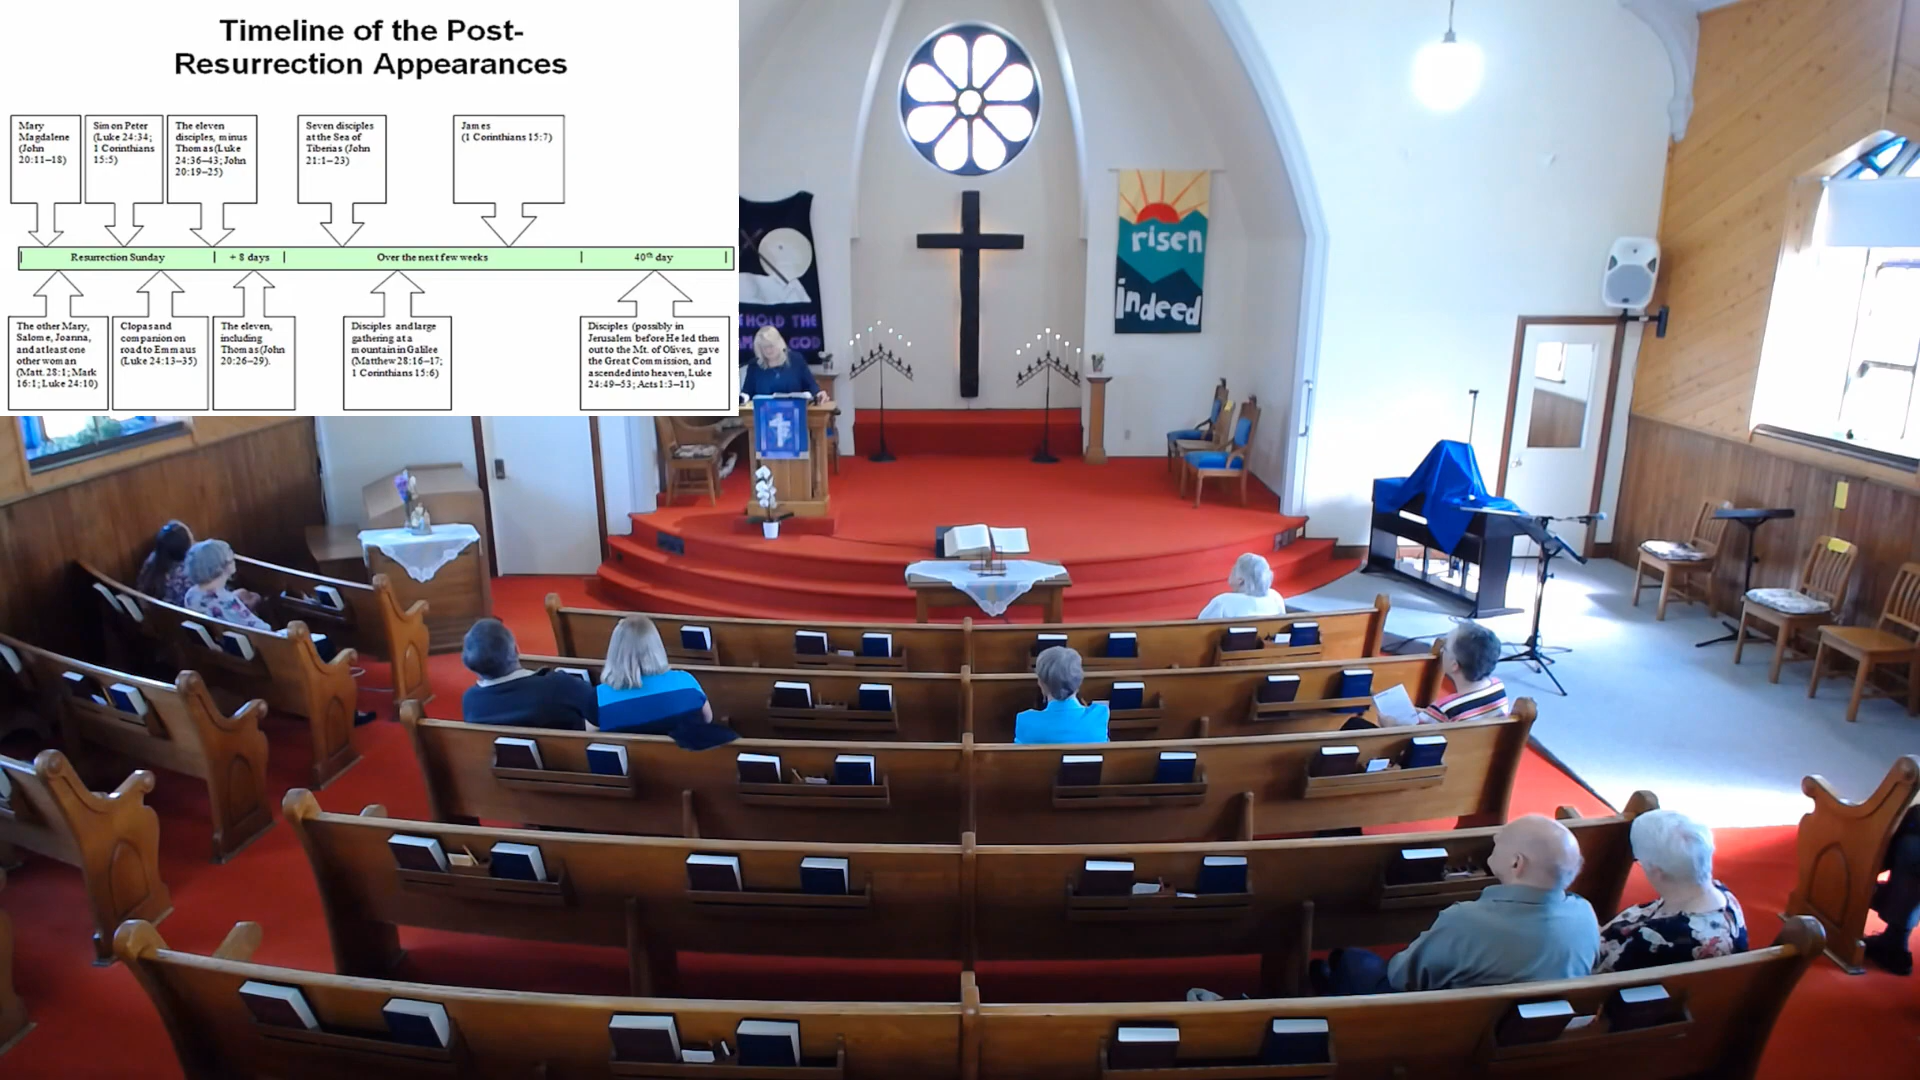 Timeline of the Post-
Resurrection Appearances
Mary
Magdalene
(John
20:11–18)
Simon Peter
(Luke 24:34;
1 Corinthians
15:5)
The eleven
disciples, minus
Thomas (Luke
24:36–43; John
20:19–25)
Seven disciples
at the Sea of
Tiberias (John
21:1–23)
James
(1 Corinthians 15:7)
Resurrection Sunday
+ 8 days
Over the next few weeks
40th day
The other Mary,
Salome, Joanna,
and at least one
other woman
(Matt. 28:1; Mark
16:1; Luke 24:10)
Clopas and
companion on
road to Emmaus
(Luke 24:13–35)
The eleven,
including
Thomas (John
20:26–29).
Disciples and large
gathering at a
mountain in Galilee
(Matthew 28:16–17;
1 Corinthians 15:6)
Disciples (possibly in
Jerusalem before He led them
out to the Mt. of Olives, gave
the Great Commission, and
ascended into heaven, Luke
24:49–53; Acts 1:3–11)
HOLD THE
GOD
risen
indeed